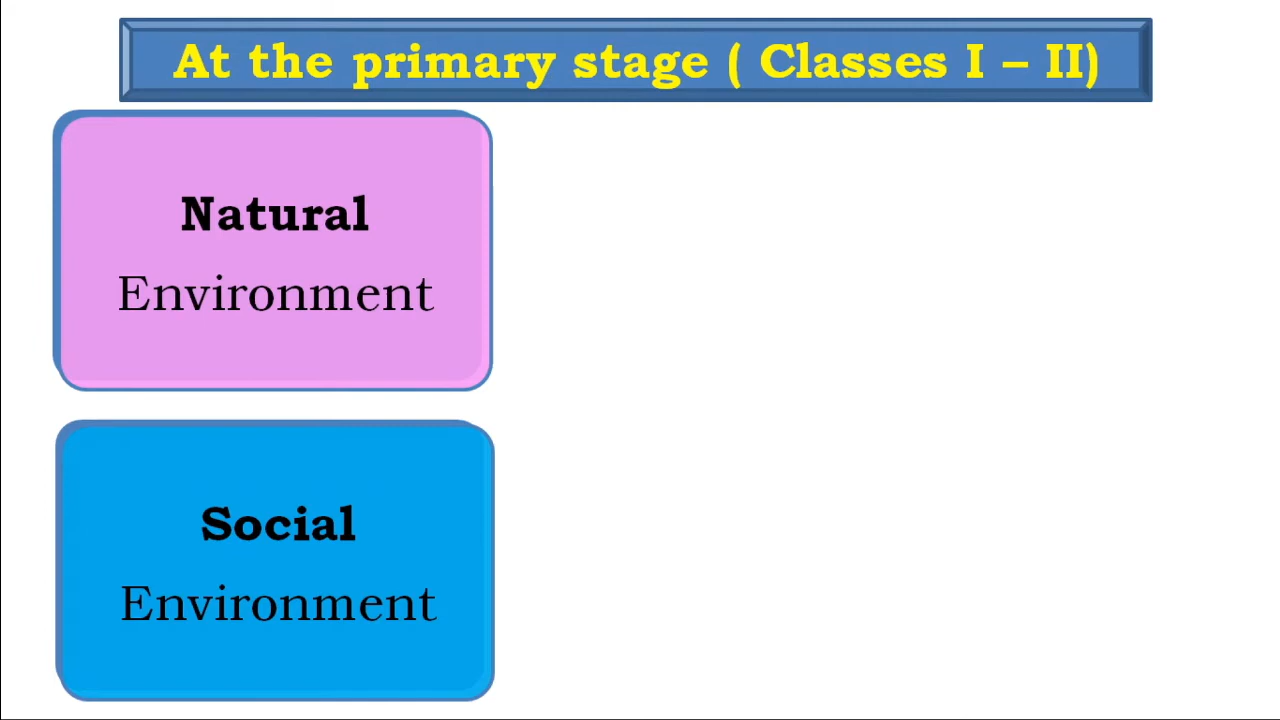 At the primary stage ( Classes I – II)
Natural
Environment
Social
Environment